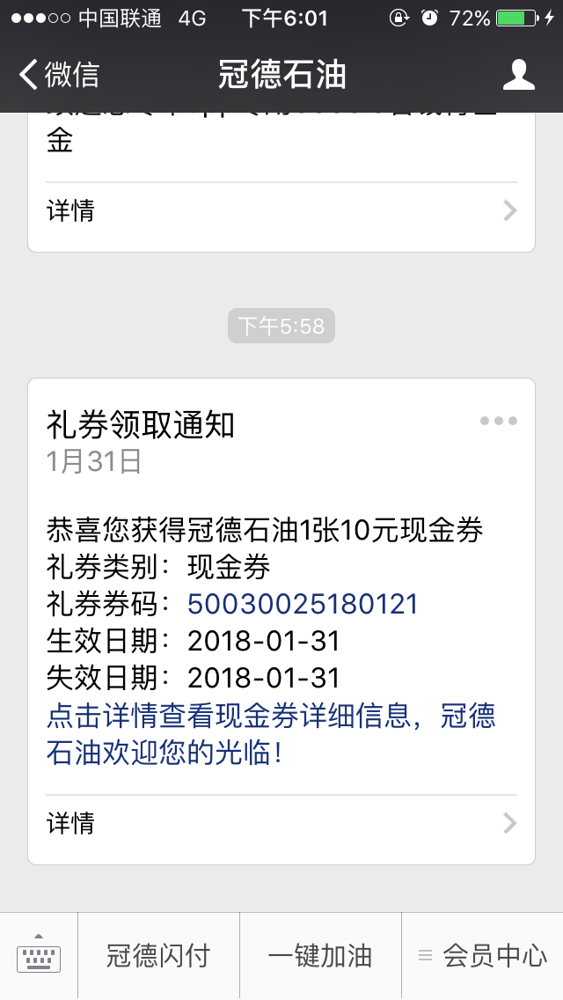 中国联通 4G 下午6:01 72%
微信 冠德石油
金
详情
下午5:58
礼券领取通知
1月31日
恭喜您获得冠德石油1张10元现金券
礼券类别：现金券
礼券券码：50030025180121
生效日期：2018-01-31
失效日期：2018-01-31
点击详情查看现金券详细信息，冠德
石油欢迎您的光临！
详情
冠德闪付 一键加油 会员中心